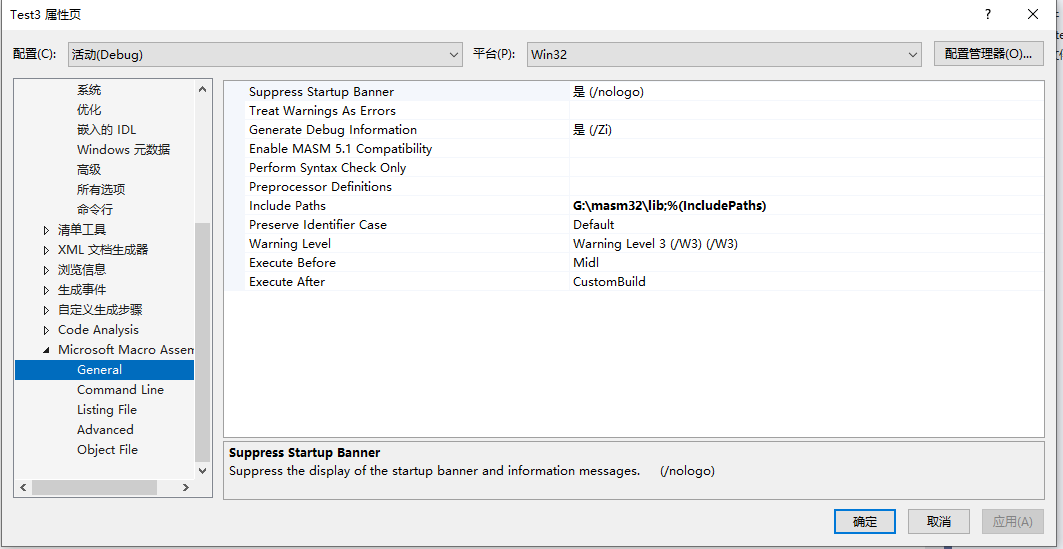 Test3 属性页
配置(C): 活动(Debug) 平台(P): Win32 配置管理器(O)...
系统
优化
嵌入的 IDL
Windows 元数据
高级
所有选项
命令行
清单工具
XML 文档生成器
浏览信息
生成事件
自定义生成步骤
Code Analysis
Microsoft Macro Assem
General
Command Line
Listing File
Advanced
Object File
Suppress Startup Banner 是 (/nologo)
Treat Warnings As Errors
Generate Debug Information 是 (/Zi)
Enable MASM 5.1 Compatibility
Perform Syntax Check Only
Preprocessor Definitions
Include Paths G:\masm32\lib;%(IncludePaths)
Preserve Identifier Case Default
Warning Level Warning Level 3 (/W3) (/W3)
Execute Before Midl
Execute After CustomBuild
Suppress Startup Banner
Suppress the display of the startup banner and information messages. (/nologo)
确定 取消 应用(A)